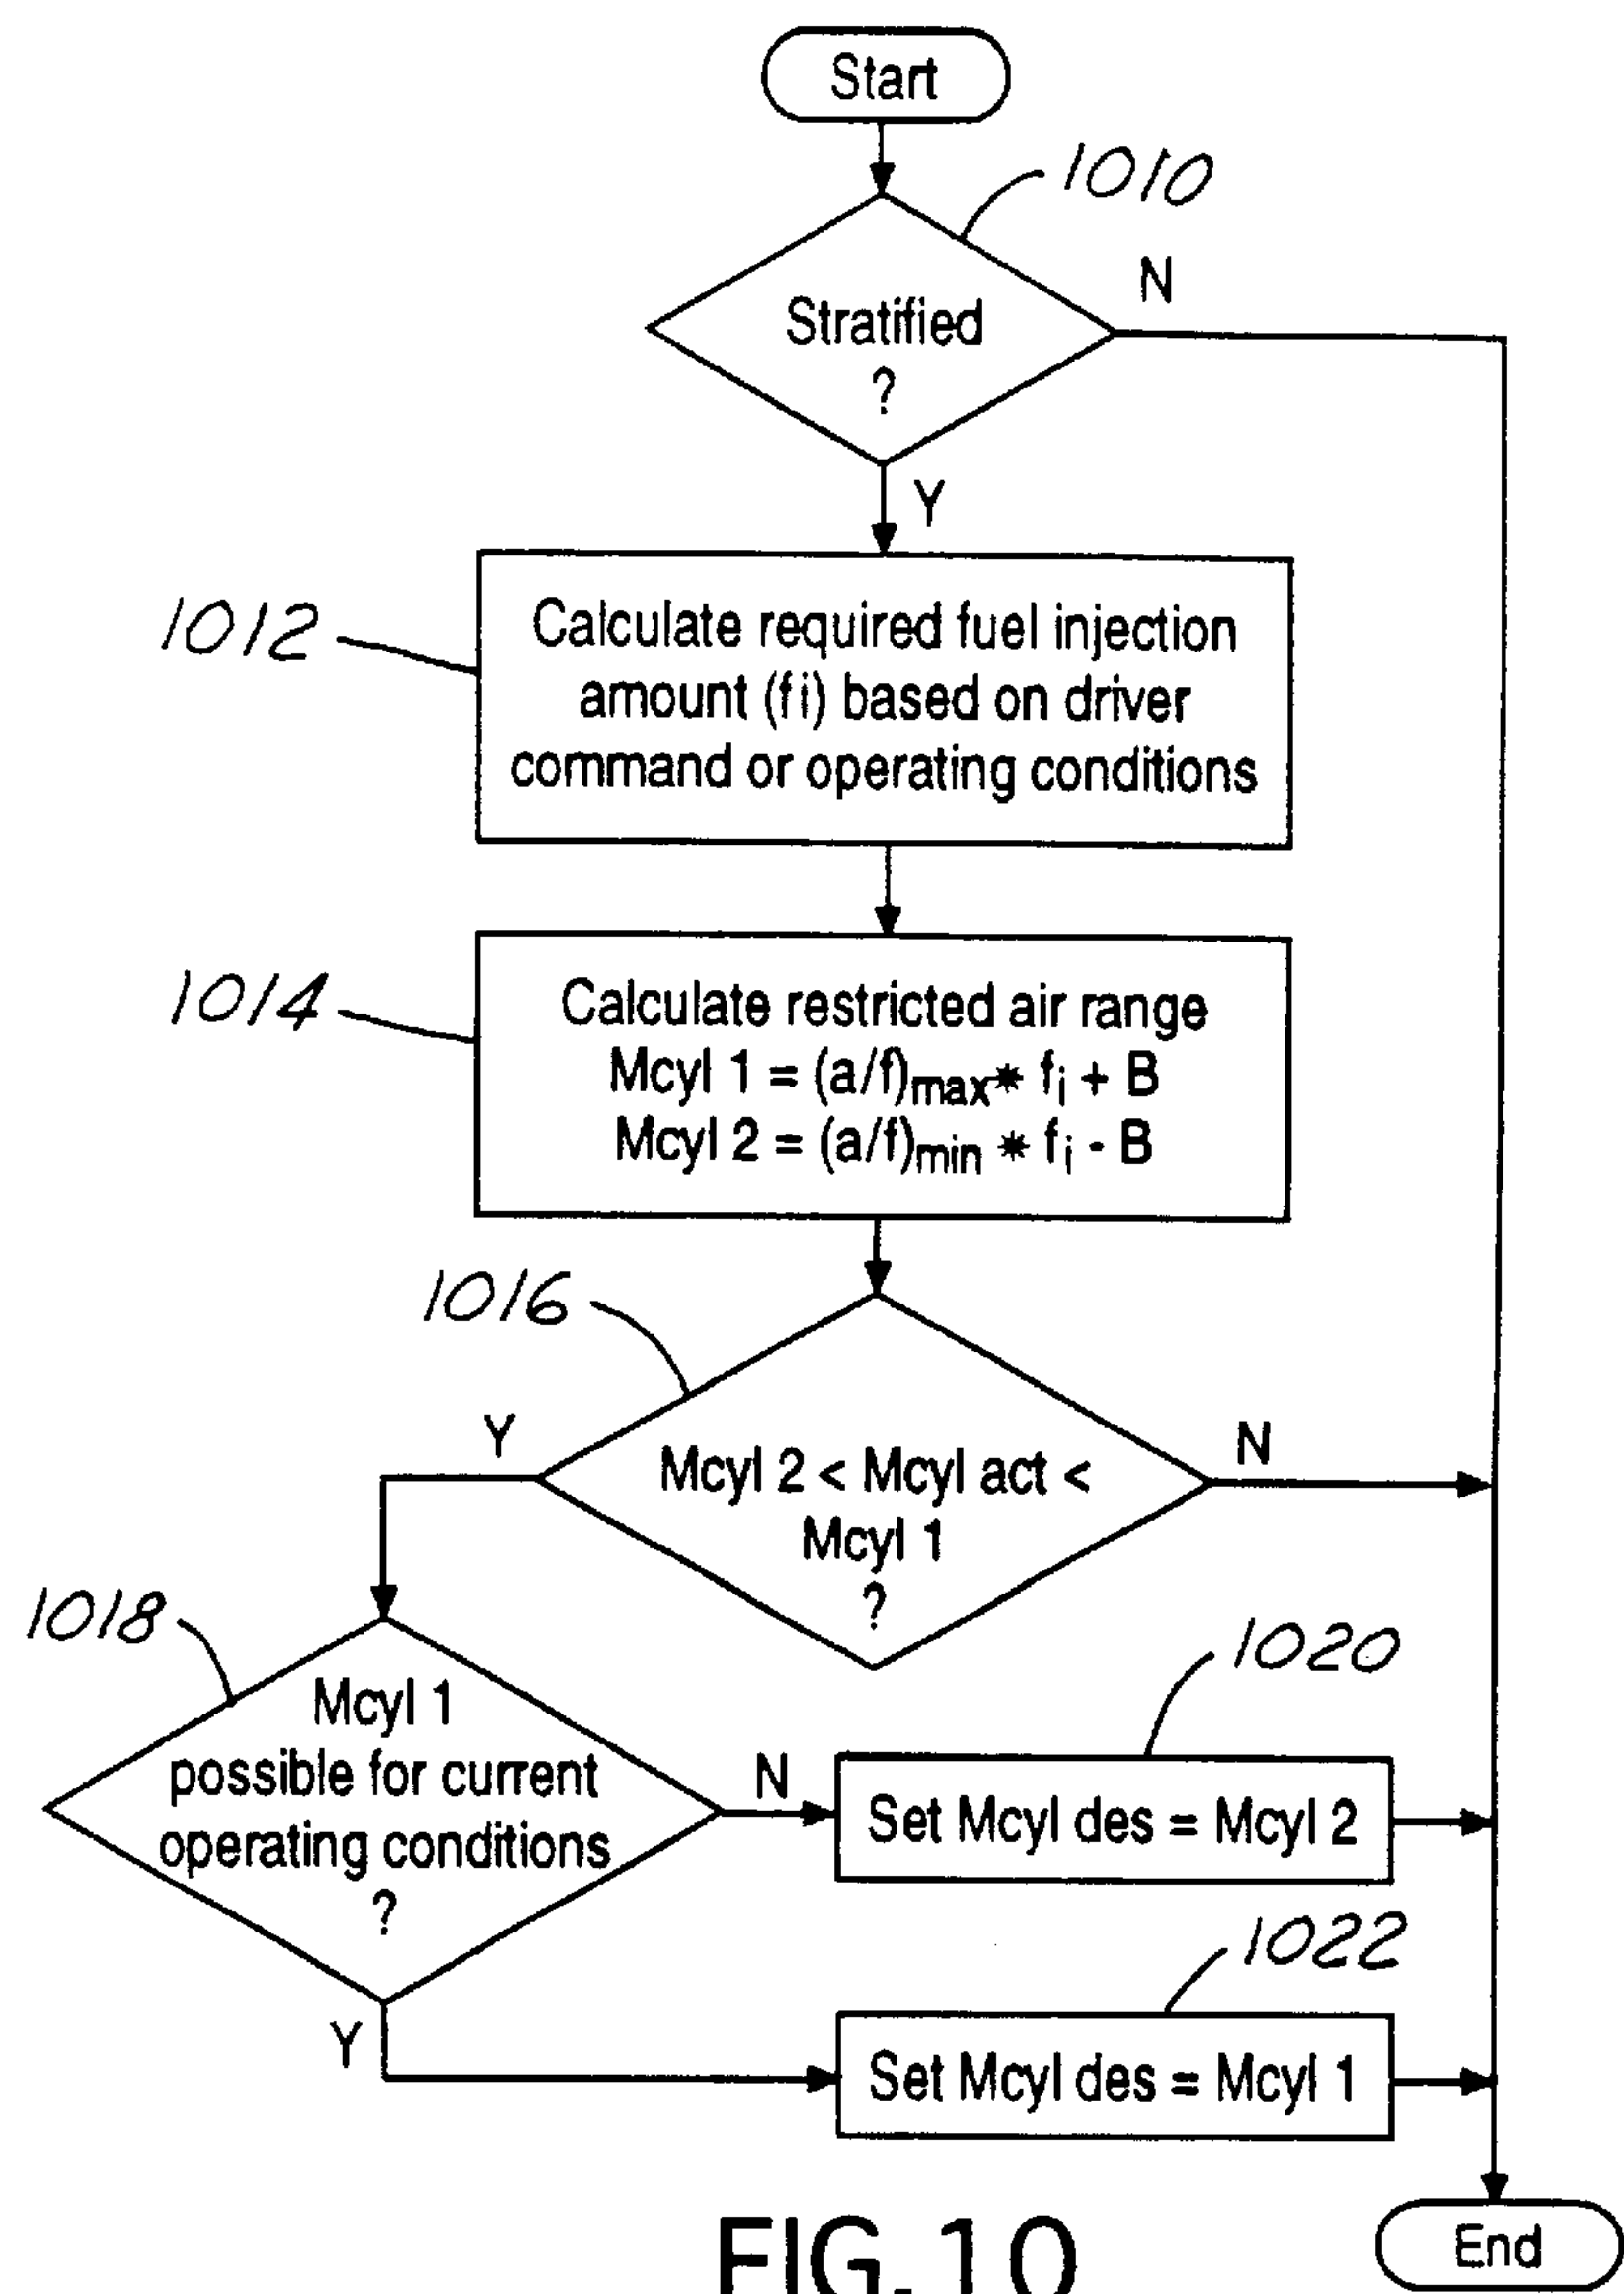 Start
1010
N
Stratified
?
Y
1012
Calculate required fuel injection
amount (fi) based on driver
command or operating conditions
1014
Calculate restricted air range
Mcyl 1 = (a/f)max* fi + B
Mcyl 2 = (a/f)min * fi - B
1016
Y
N
Mcyl 2 < Mcyl act <
Mcyl 1
?
1018
1020
Mcyl 1
possible for current
operating conditions
?
N
Set Mcyl des = Mcyl 2
1022
Y
Set Mcyl des = Mcyl 1
End
FIG. 10